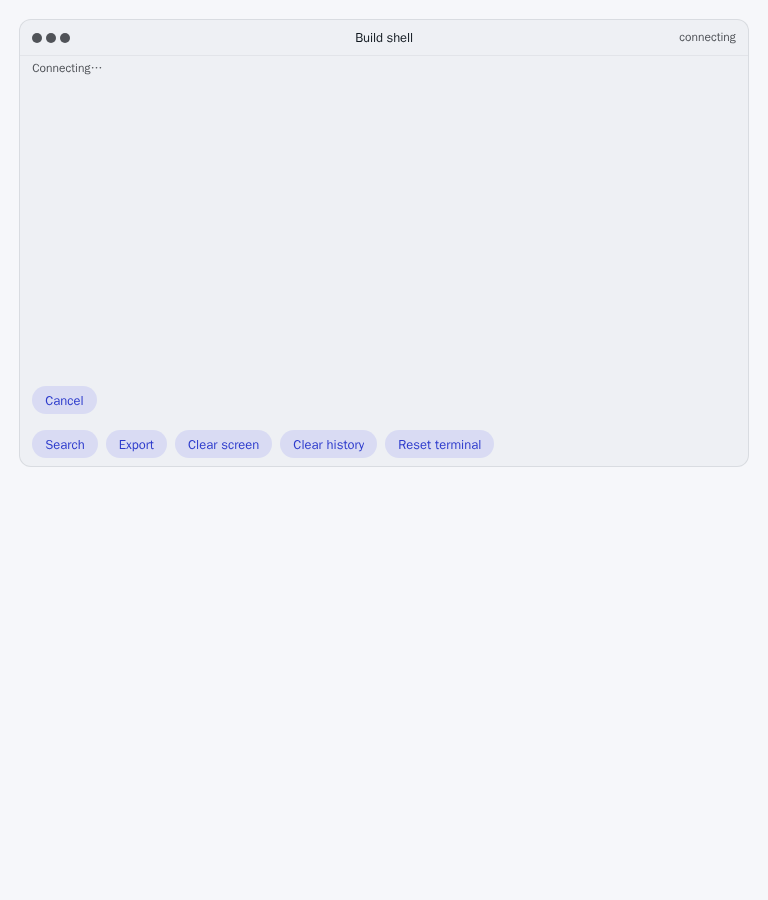 Build shell
connecting
Connecting…
Cancel
Search Export Clear screen Clear history Reset terminal